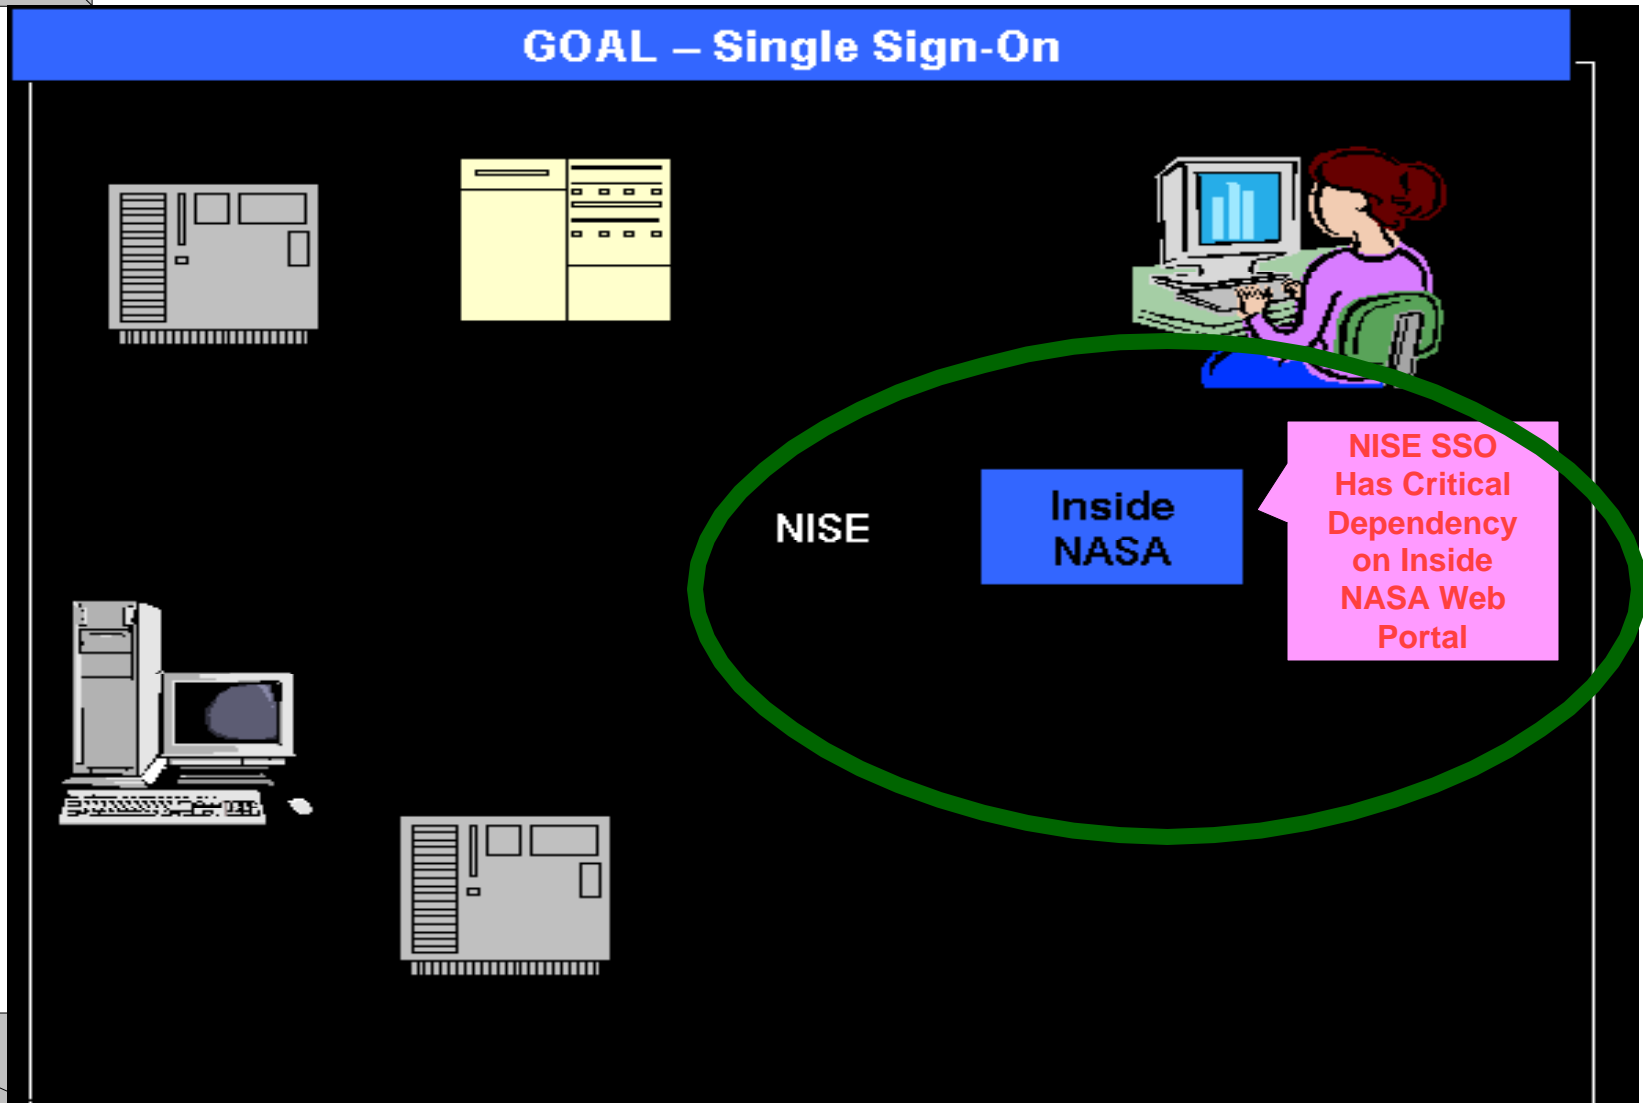 GOAL – Single Sign-On
NISE
Inside
NASA
NISE SSO
Has Critical
Dependency
on Inside
NASA Web
Portal